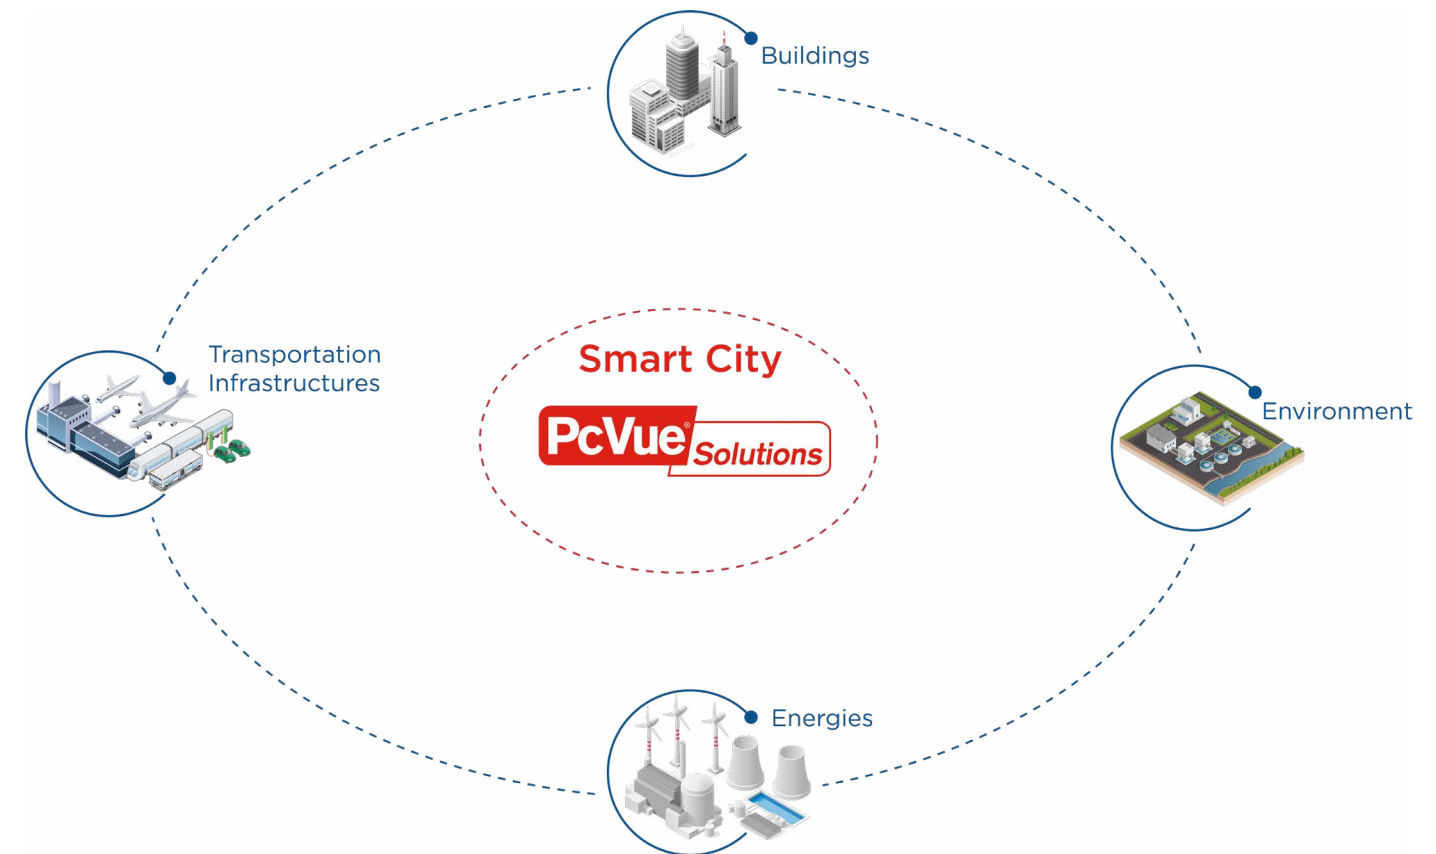 Buildings
Transportation
Infrastructures
Smart City
PcVue®
Solutions
Environment
Energies